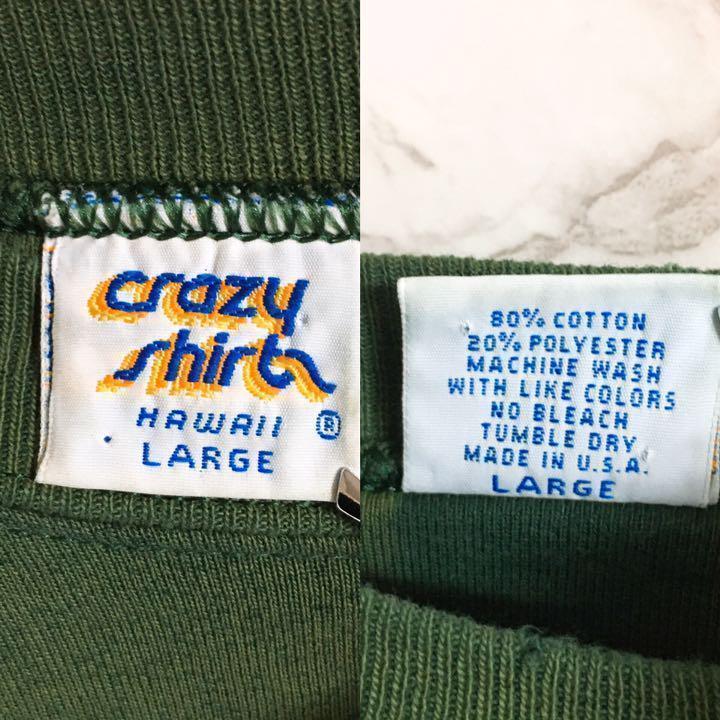 crazy
shirts
HAWAII ®
LARGE
80% COTTON
20% POLYESTER
MACHINE WASH
WITH LIKE COLORS
NO BLEACH
TUMBLE DRY
MADE IN U.S.A.
LARGE